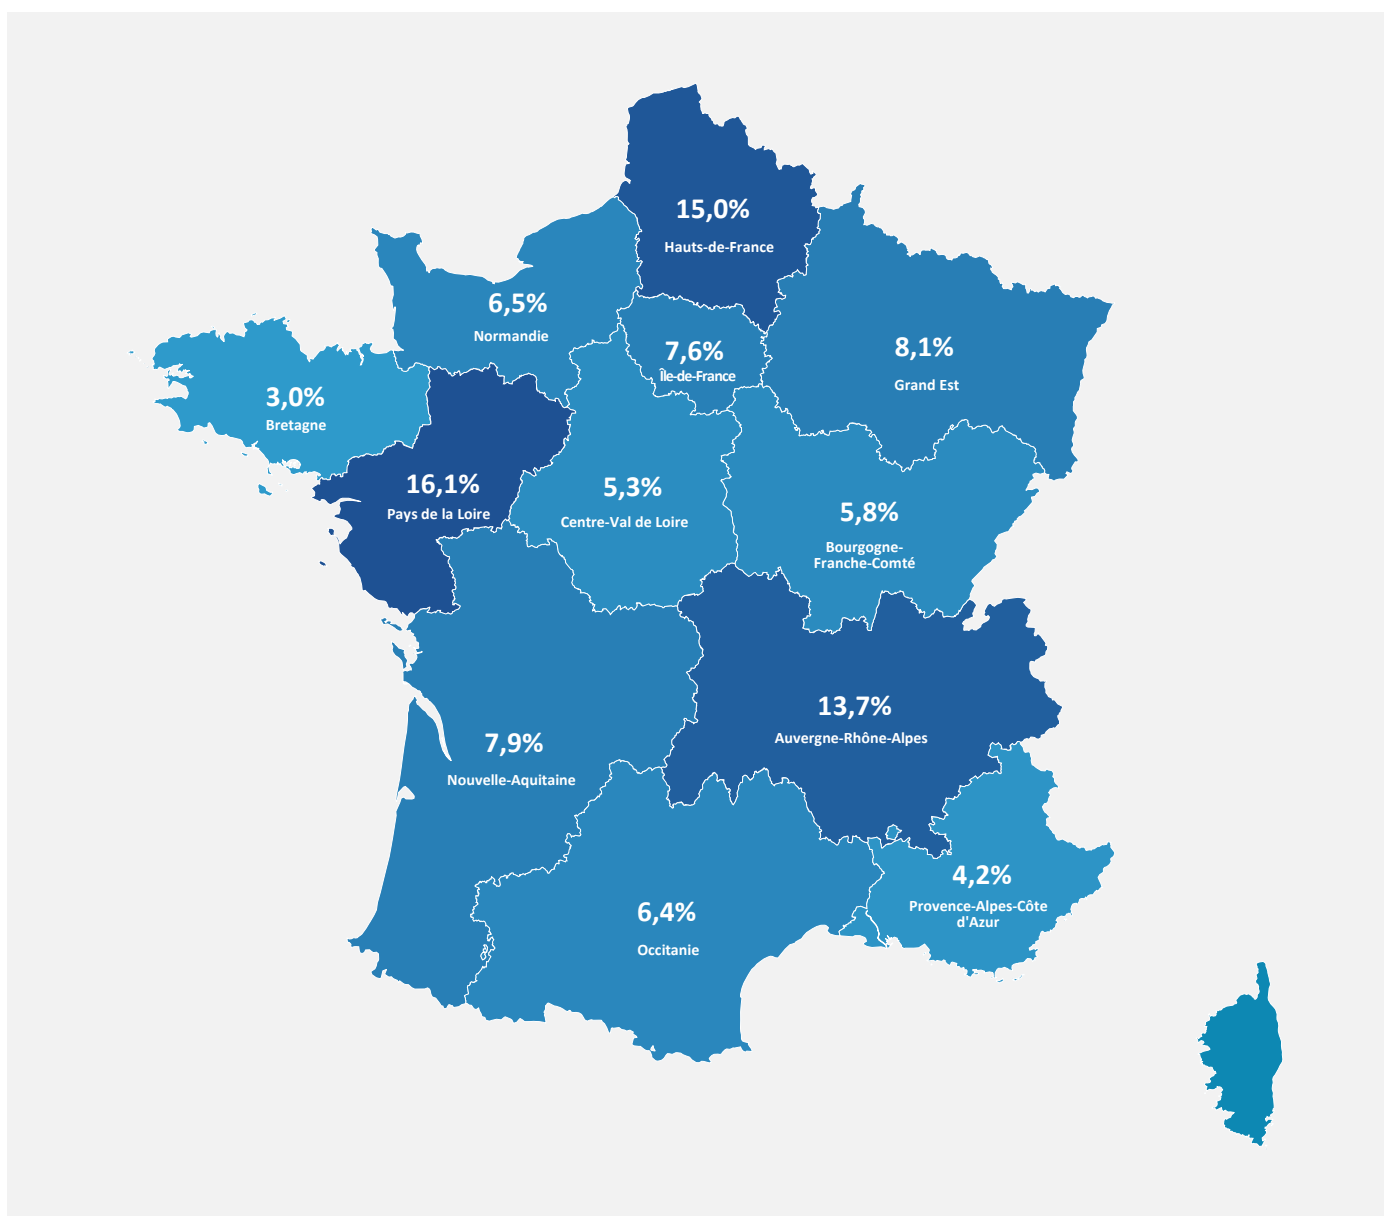 15,0%
Hauts-de-France
6,5%
Normandie
7,6%
Île-de-France
8,1%
Grand Est
3,0%
Bretagne
16,1%
Pays de la Loire
5,3%
Centre-Val de Loire
5,8%
Bourgogne-
Franche-Comté
13,7%
Auvergne-Rhône-Alpes
7,9%
Nouvelle-Aquitaine
4,2%
Provence-Alpes-Côte
d'Azur
6,4%
Occitanie